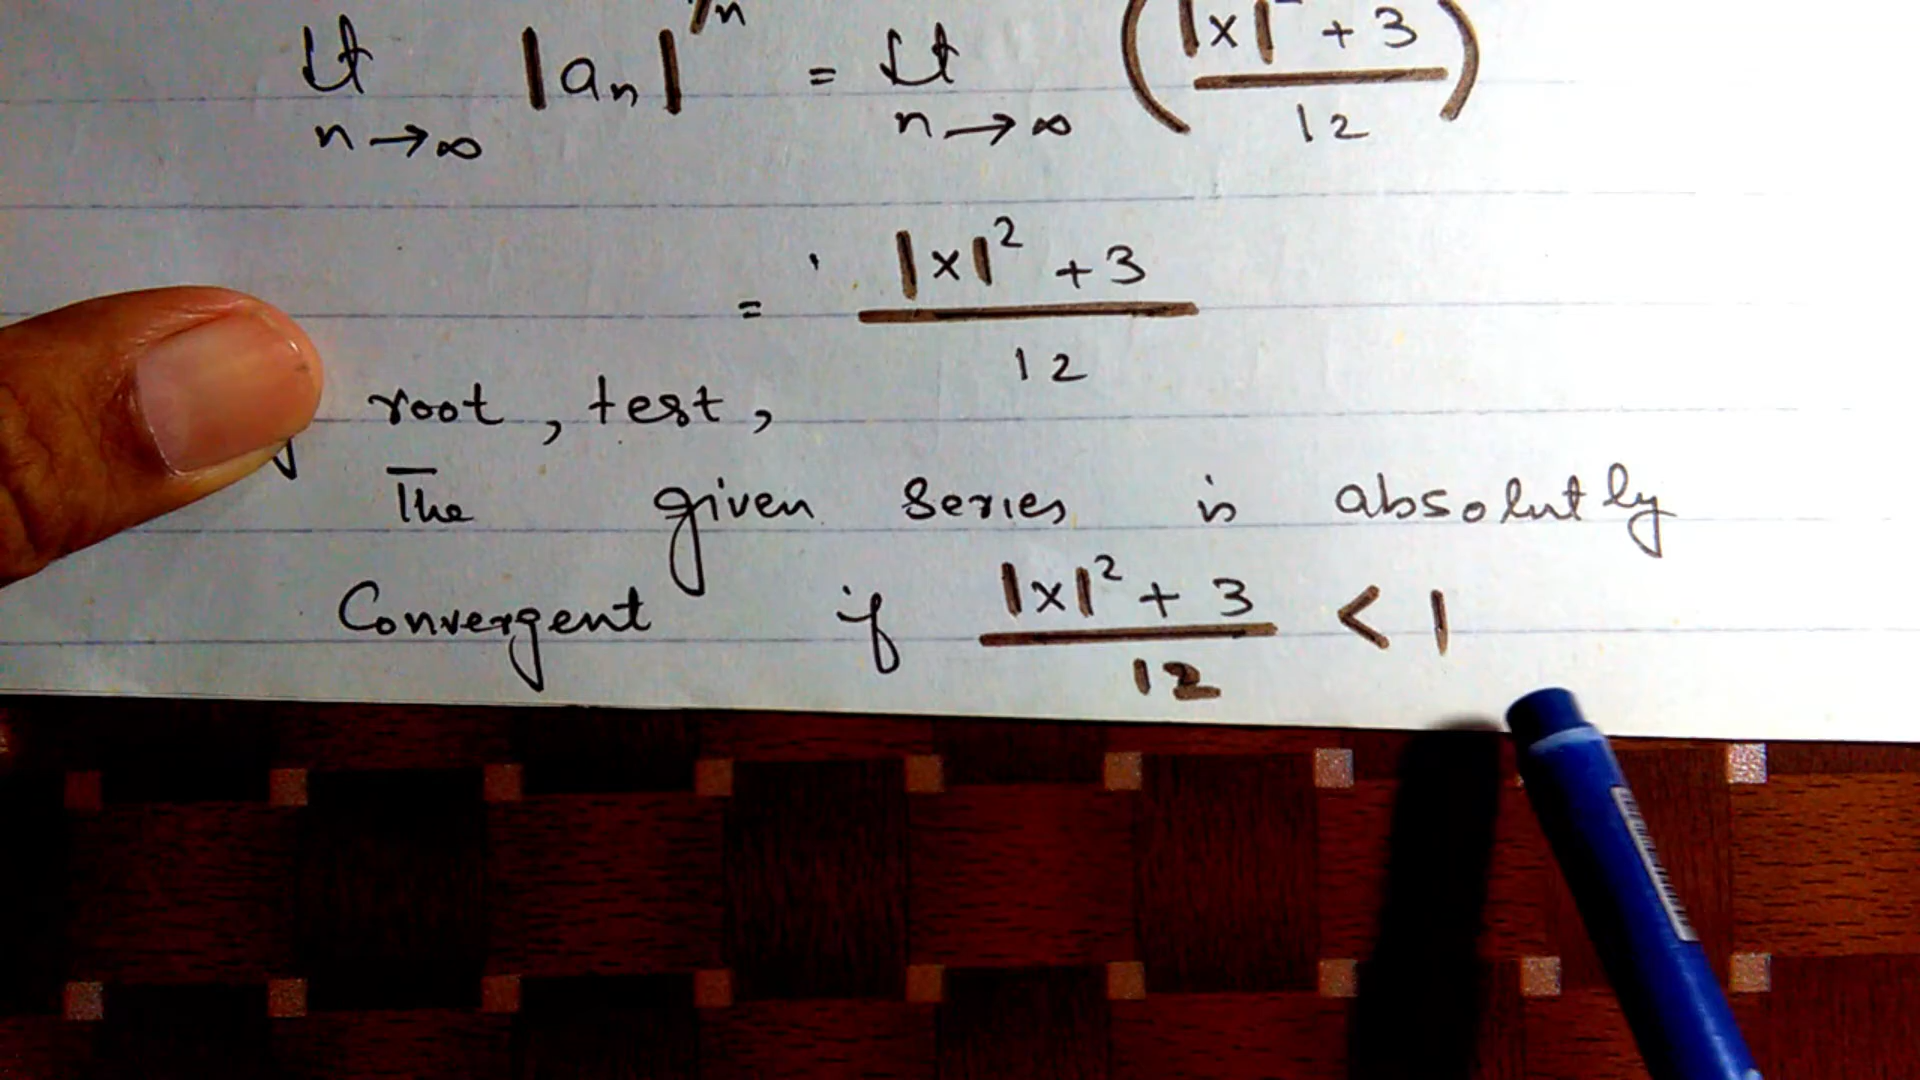 Lt |an|^1/n = Lt (|x|^2 + 3
n→∞ n→∞ 12)
= |x|^2 + 3
12
root, test,
The given series is absolutly
Convergent if |x|^2 + 3 < 1
12